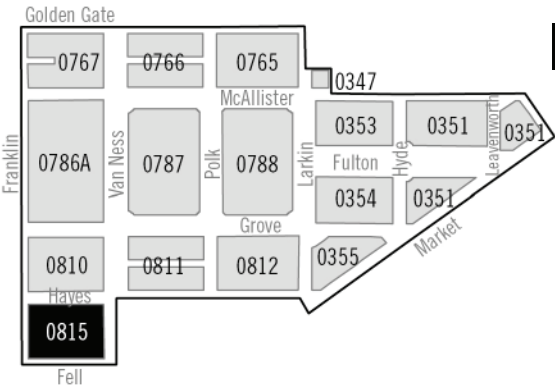 Golden Gate
0767
0766
0765
0347
McAllister
Franklin
0786A
Van Ness
0787
Polk
0788
Larkin
0353
Hyde
0351
Leavenworth
0351
Fulton
0354
0351
Market
Grove
0810
0811
0812
0355
Hayes
0815
Fell